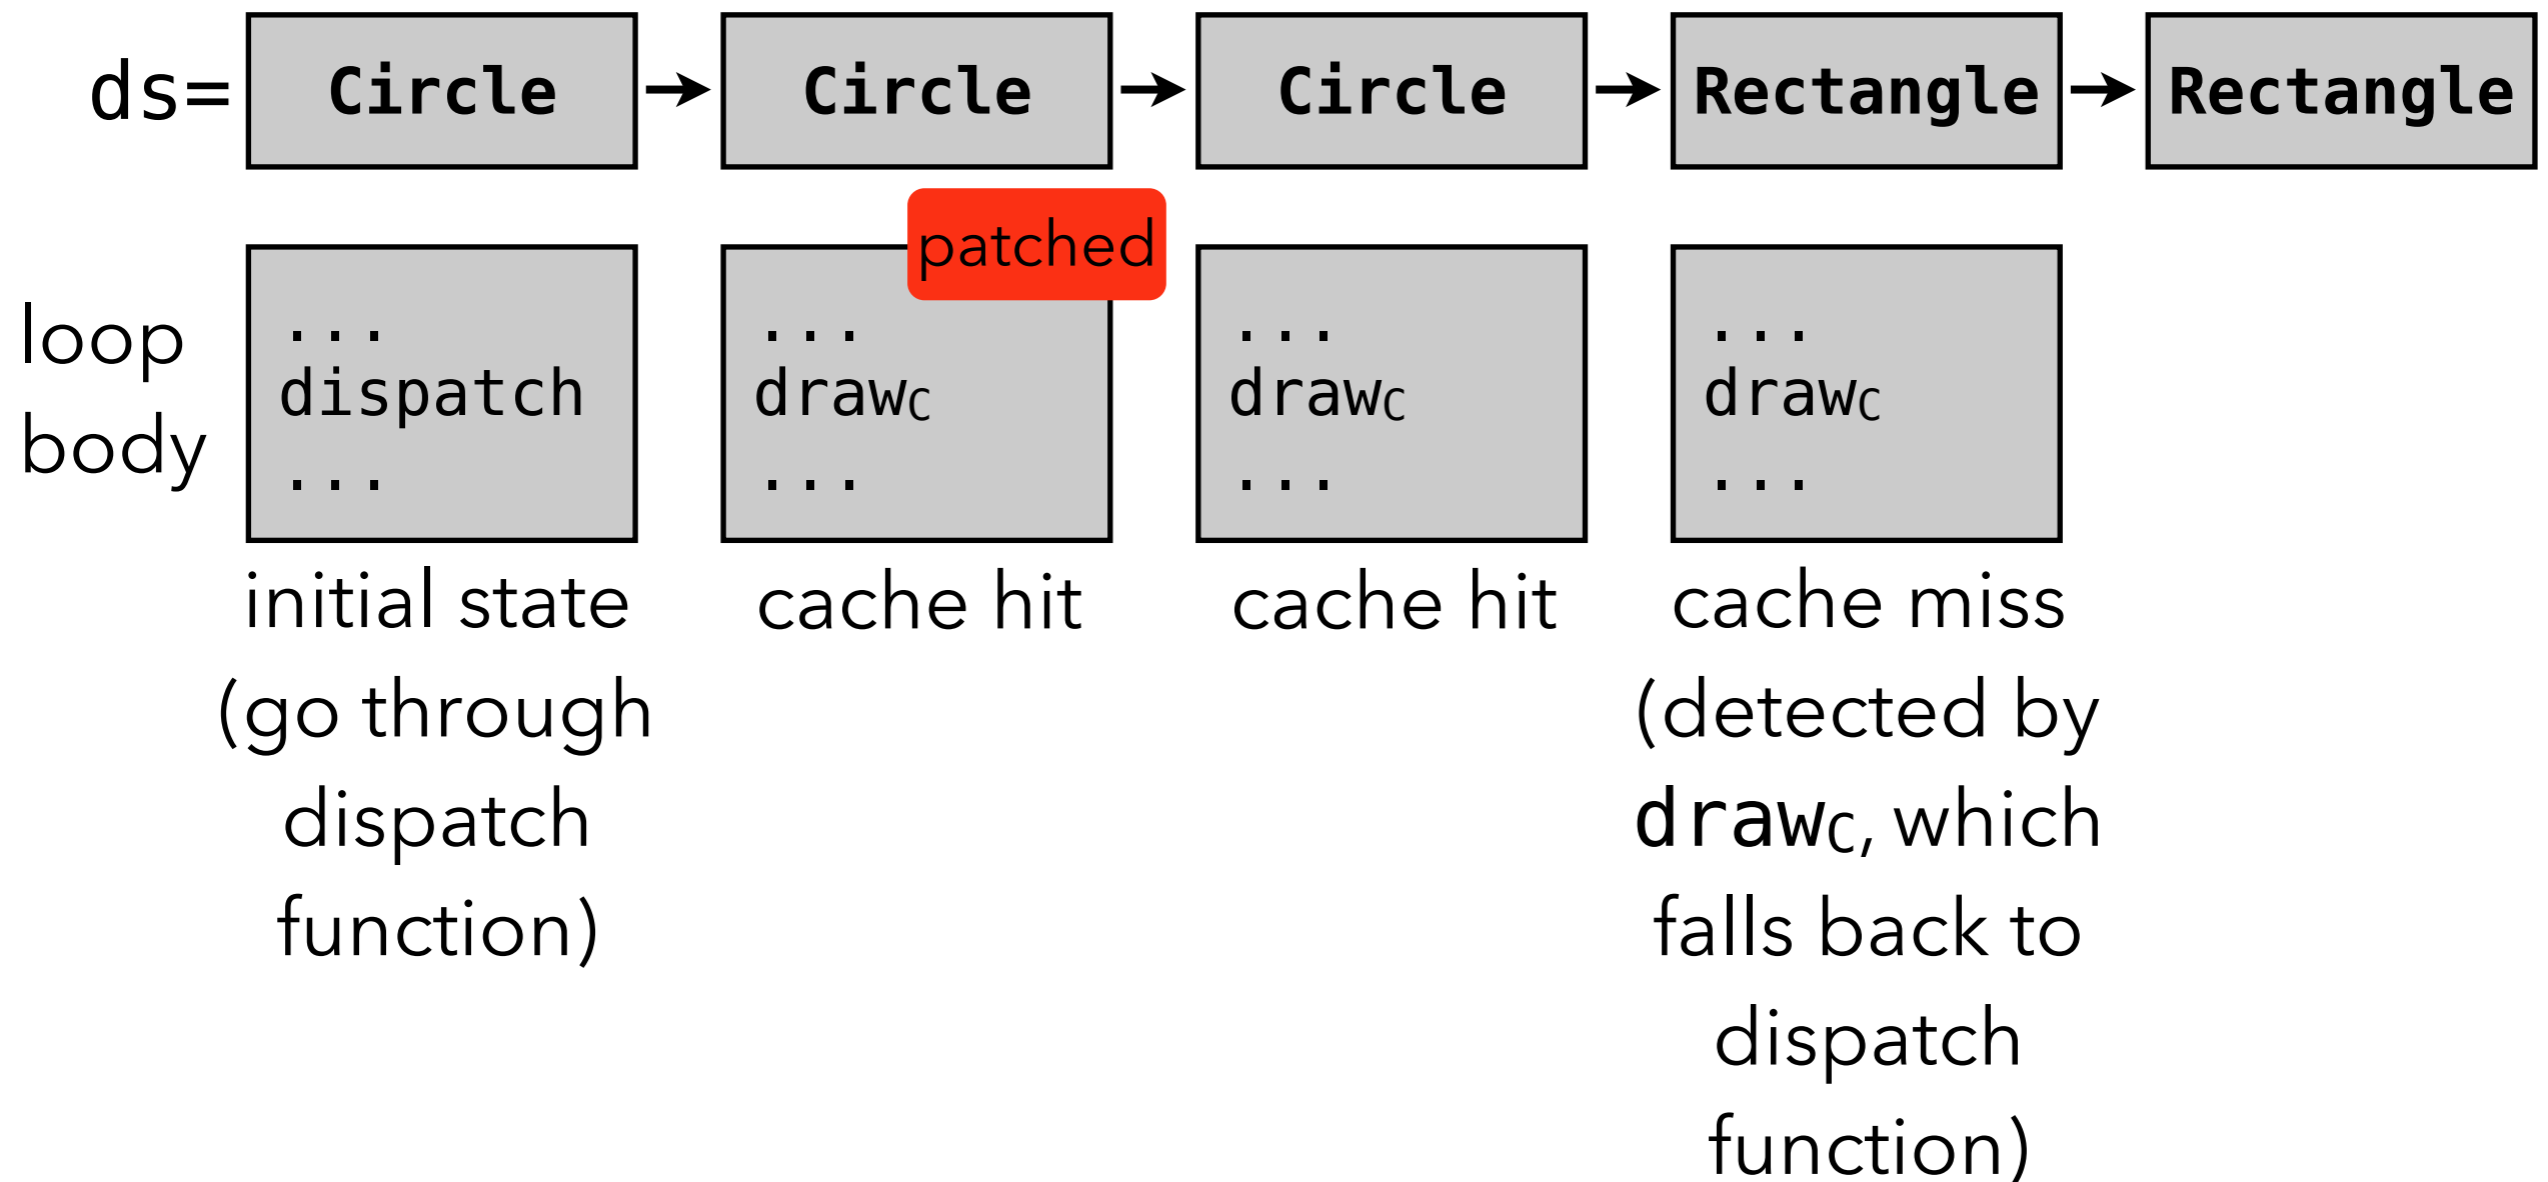 ds= Circle → Circle → Circle → Rectangle → Rectangle
patched
loop
body
...
dispatch
...
...
drawC
...
...
drawC
...
...
drawC
...
initial state
(go through
dispatch
function)
cache hit
cache hit
cache miss
(detected by
drawC, which
falls back to
dispatch
function)